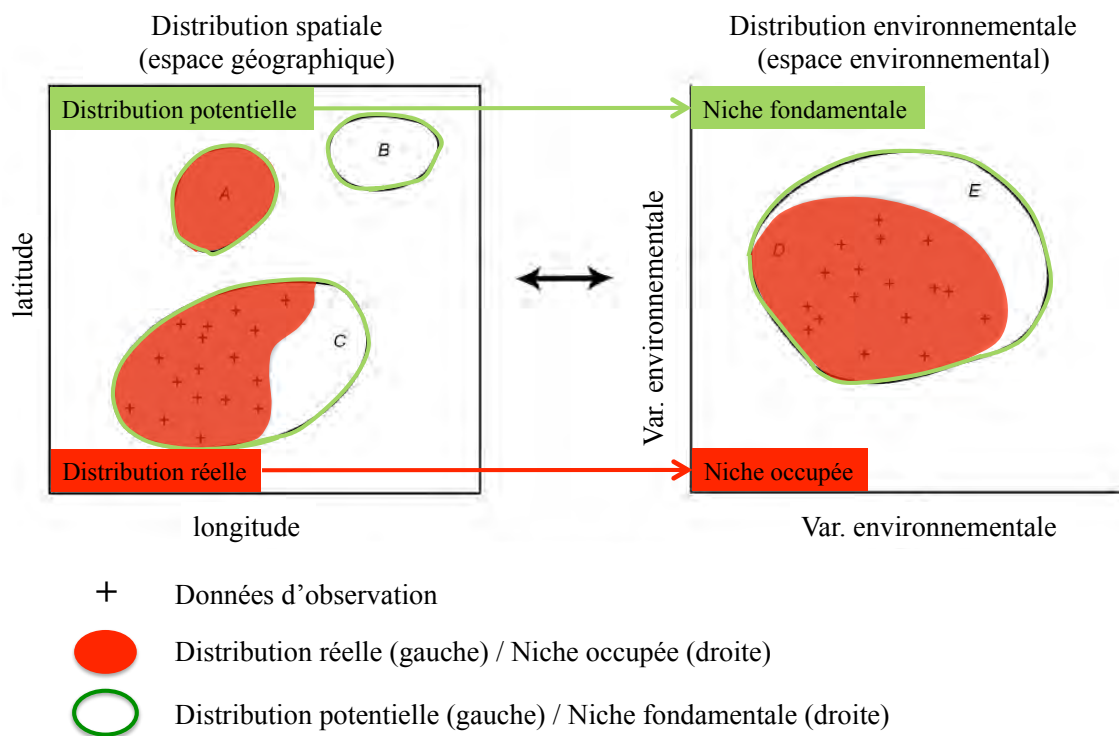 Distribution spatiale
(espace géographique)
Distribution environnementale
(espace environnemental)
Distribution potentielle
Niche fondamentale
A
B
C
D
E
latitude
Var. environnementale
Distribution réelle
Niche occupée
longitude
Var. environnementale
+ Données d’observation
Distribution réelle (gauche) / Niche occupée (droite)
Distribution potentielle (gauche) / Niche fondamentale (droite)